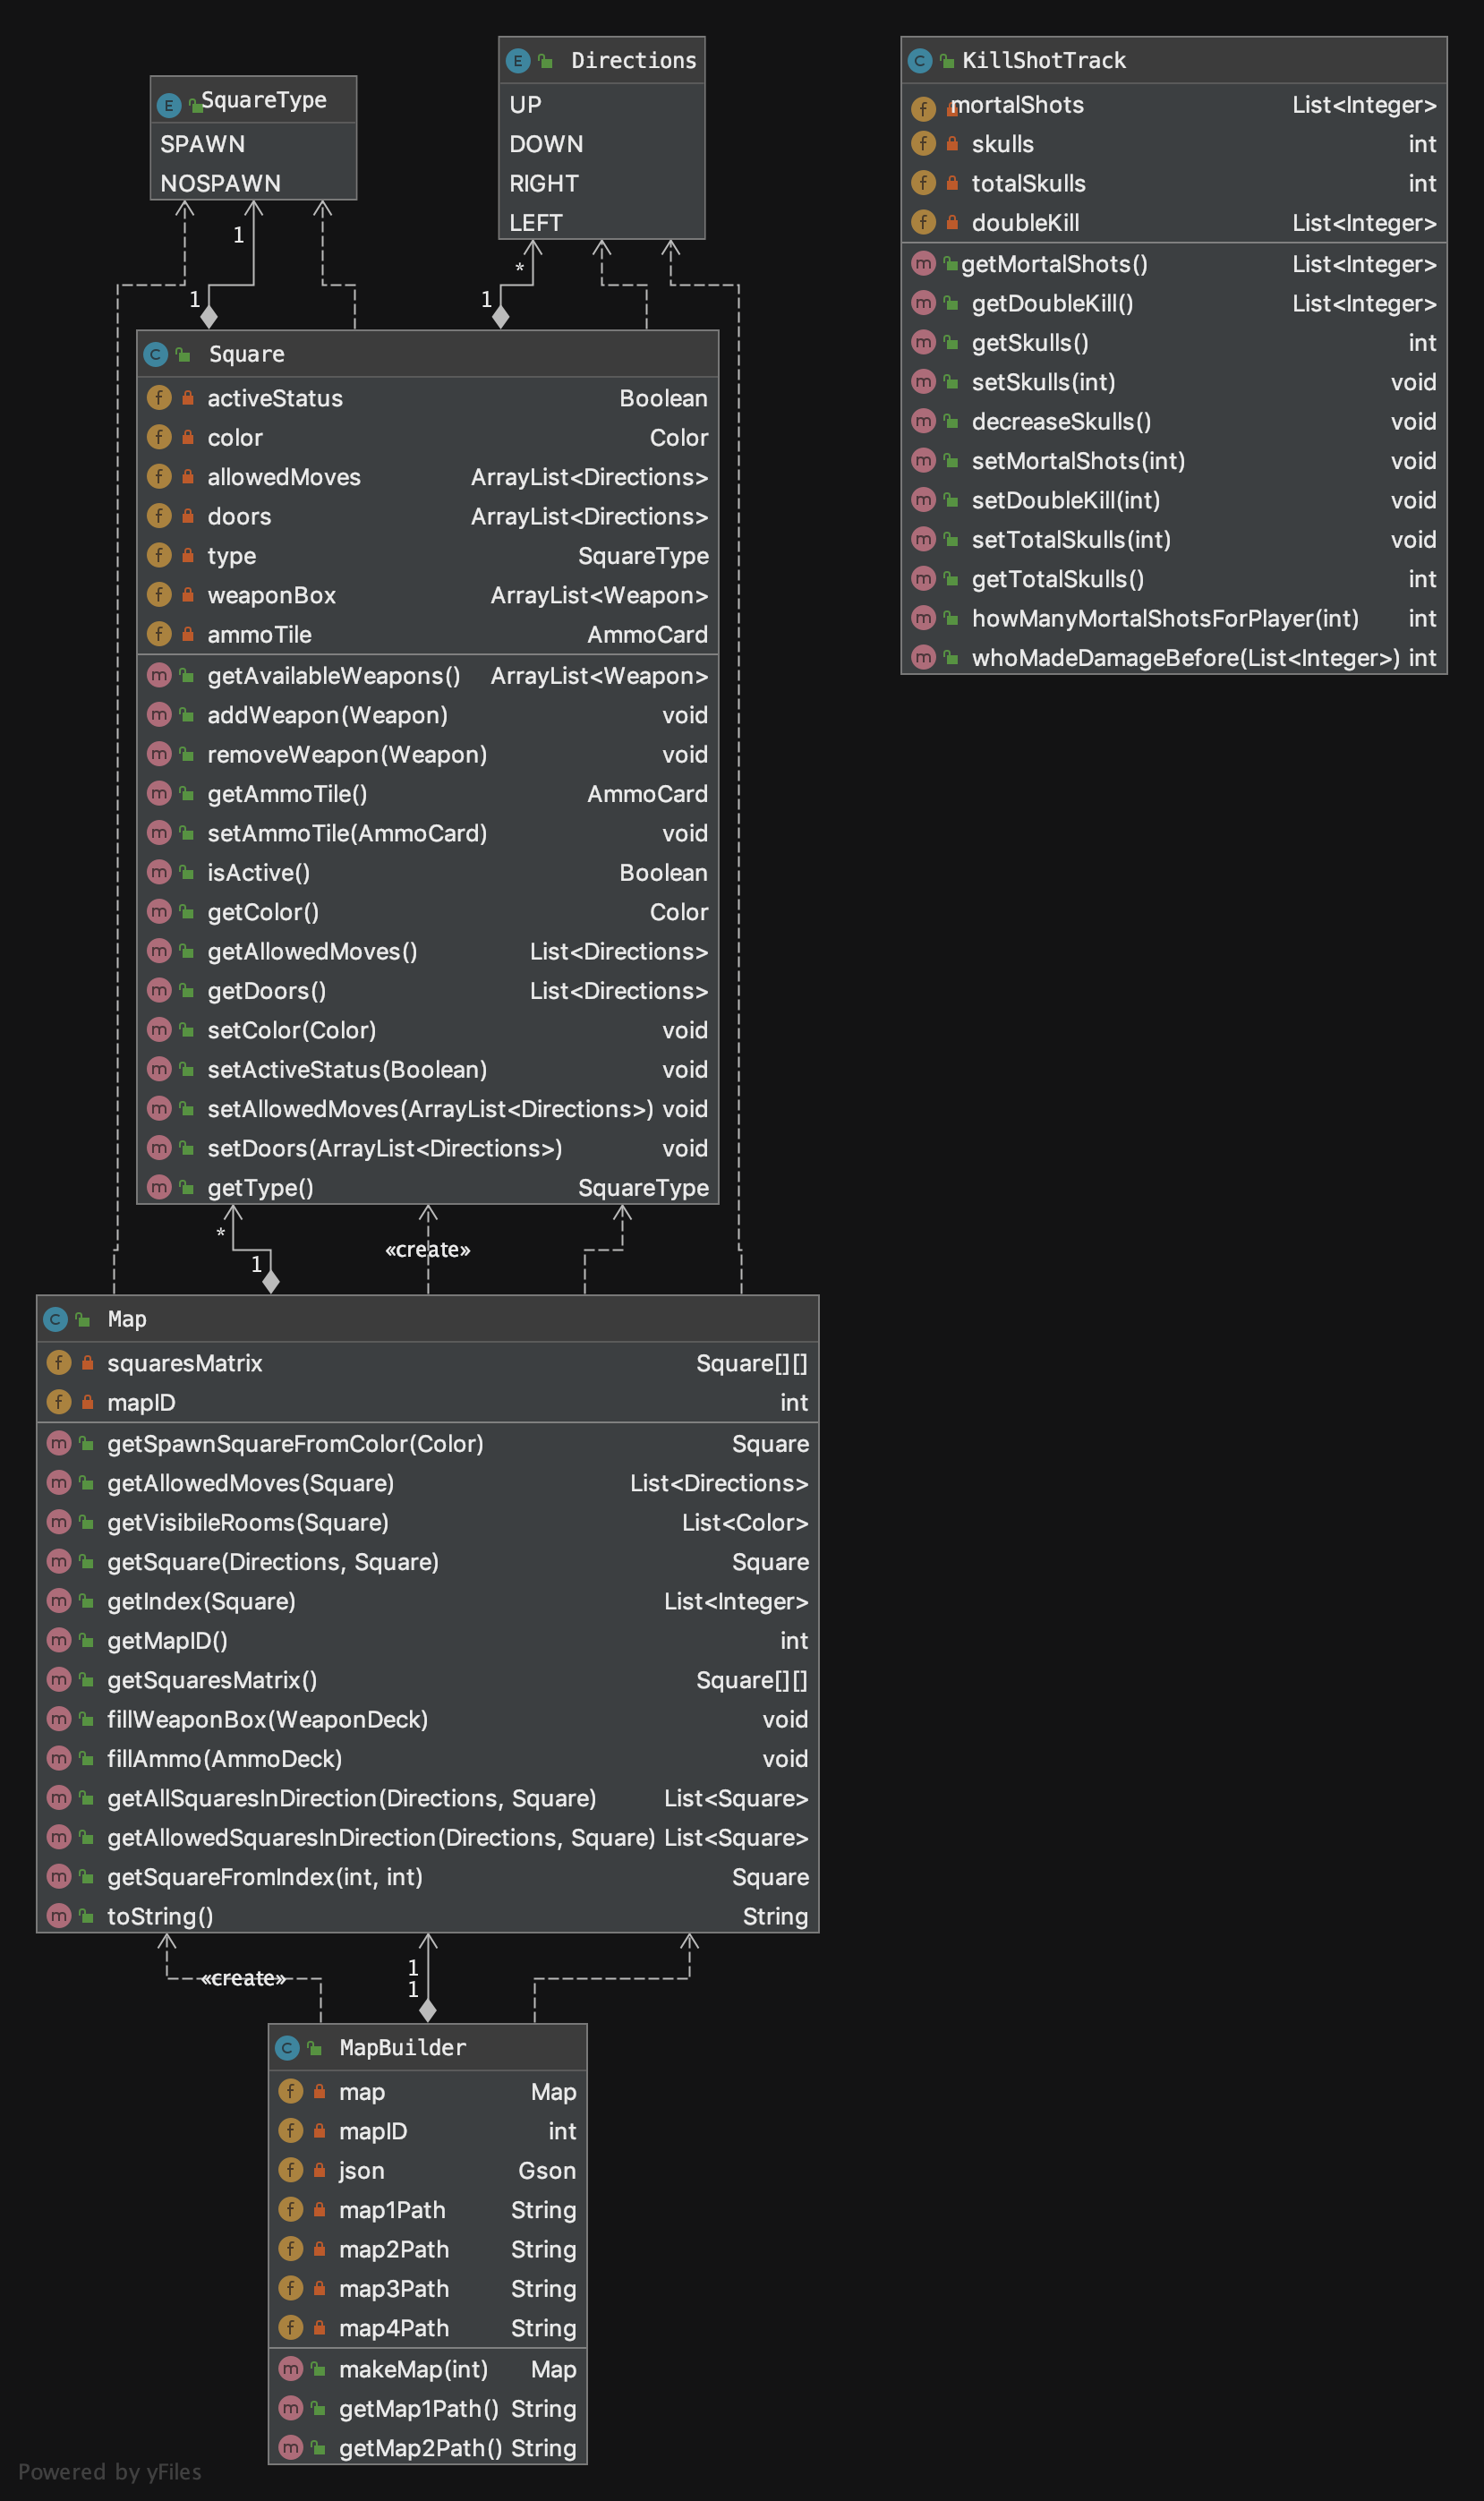 SquareType
SPAWN
NOSPAWN
Directions
UP
DOWN
RIGHT
LEFT
KillShotTrack
mortalShots List<Integer>
skulls int
totalSkulls int
doubleKill List<Integer>
getMortalShots() List<Integer>
getDoubleKill() List<Integer>
getSkulls() int
setSkulls(int) void
decreaseSkulls() void
setMortalShots(int) void
setDoubleKill(int) void
setTotalSkulls(int) void
getTotalSkulls() int
howManyMortalShotsForPlayer(int) int
whoMadeDamageBefore(List<Integer>) int
1
*
1
1
Square
activeStatus Boolean
color Color
allowedMoves ArrayList<Directions>
doors ArrayList<Directions>
type SquareType
weaponBox ArrayList<Weapon>
ammoTile AmmoCard
getAvailableWeapons() ArrayList<Weapon>
addWeapon(Weapon) void
removeWeapon(Weapon) void
getAmmoTile() AmmoCard
setAmmoTile(AmmoCard) void
isActive() Boolean
getColor() Color
getAllowedMoves() List<Directions>
getDoors() List<Directions>
setColor(Color) void
setActiveStatus(Boolean) void
setAllowedMoves(ArrayList<Directions>) void
setDoors(ArrayList<Directions>) void
getType() SquareType
*
«create»
1
Map
squaresMatrix Square[][]
mapID int
getSpawnSquareFromColor(Color) Square
getAllowedMoves(Square) List<Directions>
getVisibileRooms(Square) List<Color>
getSquare(Directions, Square) Square
getIndex(Square) List<Integer>
getMapID() int
getSquaresMatrix() Square[][]
fillWeaponBox(WeaponDeck) void
fillAmmo(AmmoDeck) void
getAllSquaresInDirection(Directions, Square) List<Square>
getAllowedSquaresInDirection(Directions, Square) List<Square>
getSquareFromIndex(int, int) Square
toString() String
1
«create»
1
MapBuilder
map Map
mapID int
json Gson
map1Path String
map2Path String
map3Path String
map4Path String
makeMap(int) Map
getMap1Path() String
getMap2Path() String
Powered by yFiles